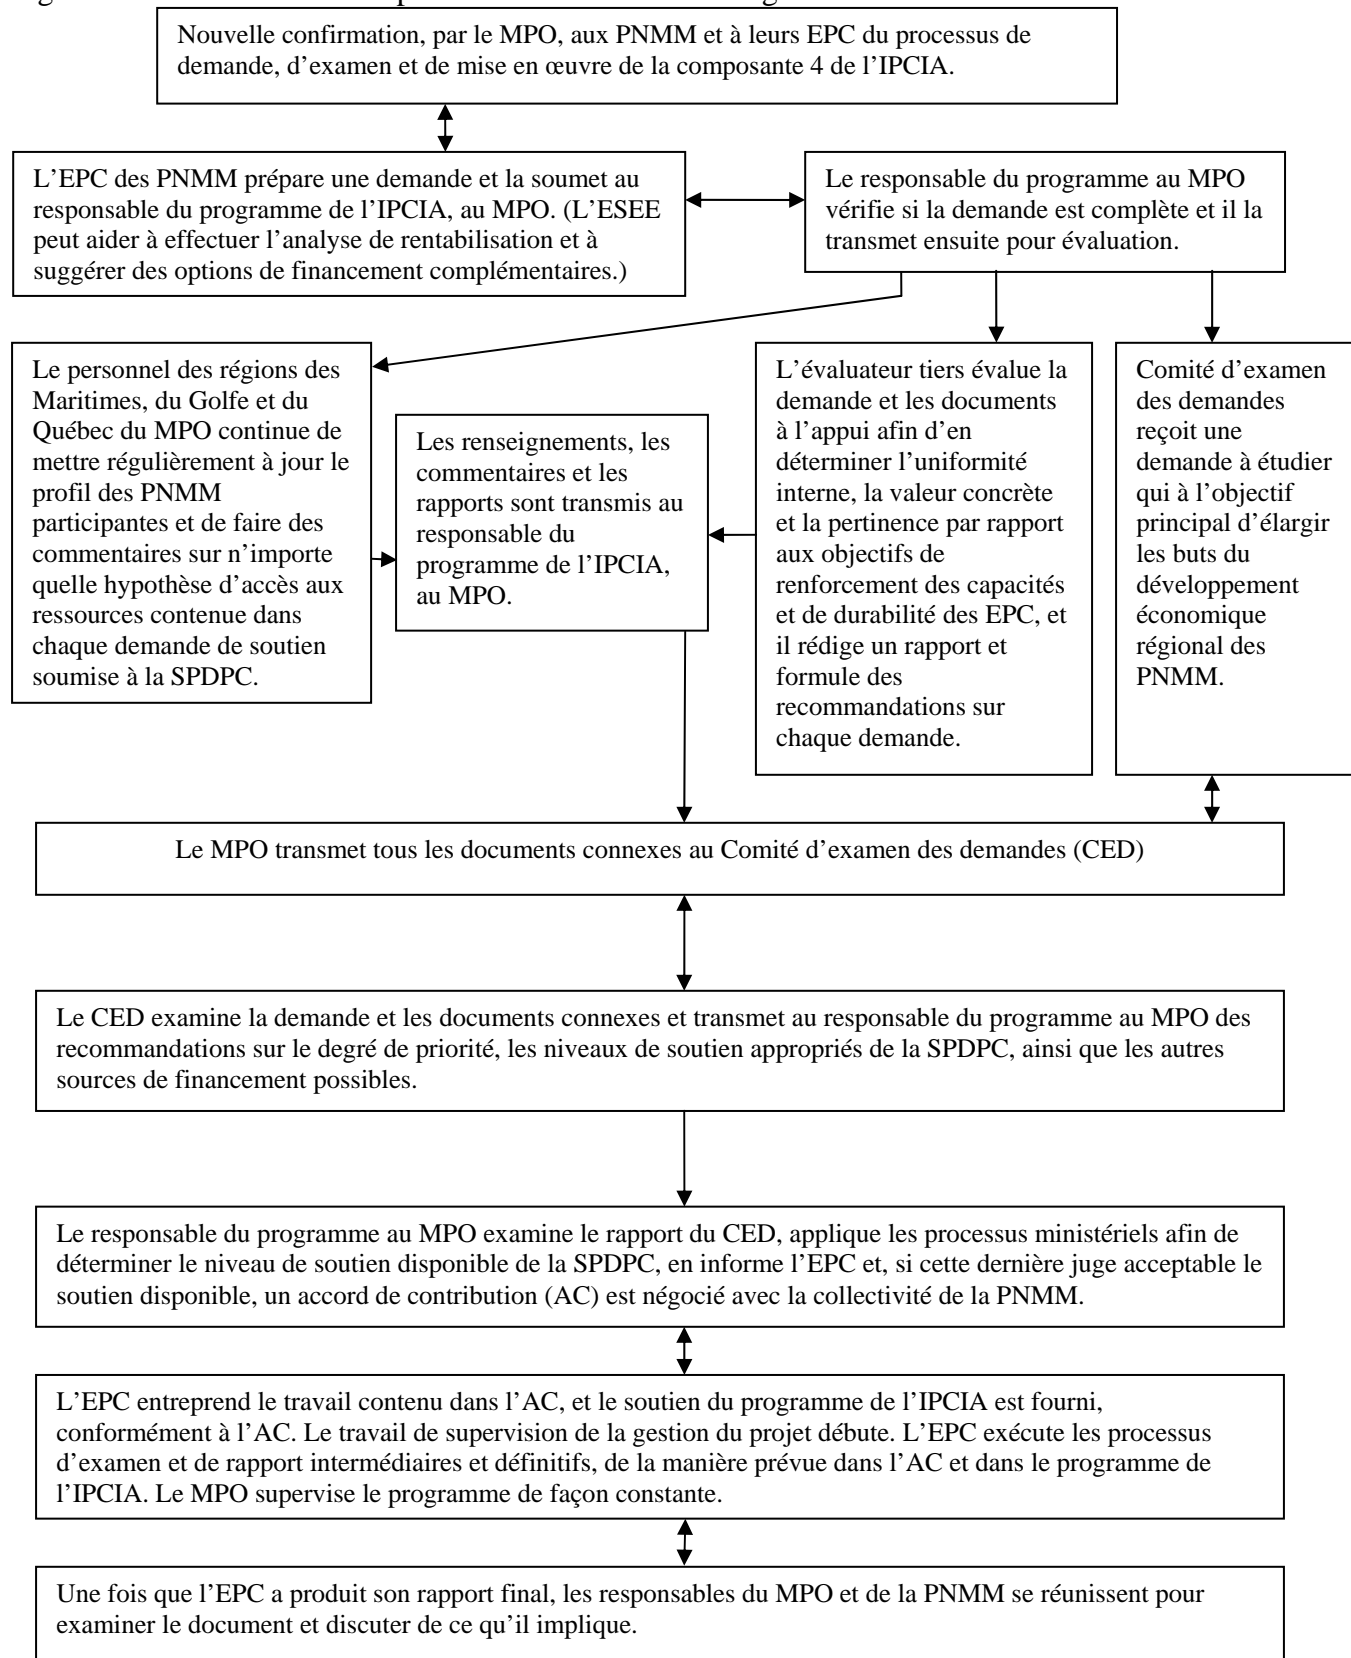 Nouvelle confirmation, par le MPO, aux PNMM et à leurs EPC du processus de
demande, d’examen et de mise en œuvre de la composante 4 de l’IPCIA.
L’EPC des PNMM prépare une demande et la soumet au
responsable du programme de l’IPCIA, au MPO. (L’ESEE
peut aider à effectuer l’analyse de rentabilisation et à
suggérer des options de financement complémentaires.)
Le responsable du programme au MPO
vérifie si la demande est complète et il la
transmet ensuite pour évaluation.
Le personnel des régions des
Maritimes, du Golfe et du
Québec du MPO continue de
mettre régulièrement à jour le
profil des PNMM
participantes et de faire des
commentaires sur n’importe
quelle hypothèse d’accès aux
ressources contenue dans
chaque demande de soutien
soumise à la SPDPC.
Les renseignements, les
commentaires et les
rapports sont transmis au
responsable du
programme de l’IPCIA,
au MPO.
L’évaluateur tiers évalue la
demande et les documents
à l’appui afin d’en
déterminer l’uniformité
interne, la valeur concrète
et la pertinence par rapport
aux objectifs de
renforcement des capacités
et de durabilité des EPC, et
il rédige un rapport et
formule des
recommandations sur
chaque demande.
Comité d’examen
des demandes
reçoit une
demande à étudier
qui à l’objectif
principal d’élargir
les buts du
développement
économique
régional des
PNMM.
Le MPO transmet tous les documents connexes au Comité d’examen des demandes (CED)
Le CED examine la demande et les documents connexes et transmet au responsable du programme au MPO des
recommandations sur le degré de priorité, les niveaux de soutien appropriés de la SPDPC, ainsi que les autres
sources de financement possibles.
Le responsable du programme au MPO examine le rapport du CED, applique les processus ministériels afin de
déterminer le niveau de soutien disponible de la SPDPC, en informe l’EPC et, si cette dernière juge acceptable le
soutien disponible, un accord de contribution (AC) est négocié avec la collectivité de la PNMM.
L’EPC entreprend le travail contenu dans l’AC, et le soutien du programme de l’IPCIA est fourni,
conformément à l’AC. Le travail de supervision de la gestion du projet débute. L’EPC exécute les processus
d’examen et de rapport intermédiaires et définitifs, de la manière prévue dans l’AC et dans le programme de
l’IPCIA. Le MPO supervise le programme de façon constante.
Une fois que l’EPC a produit son rapport final, les responsables du MPO et de la PNMM se réunissent pour
examiner le document et discuter de ce qu’il implique.